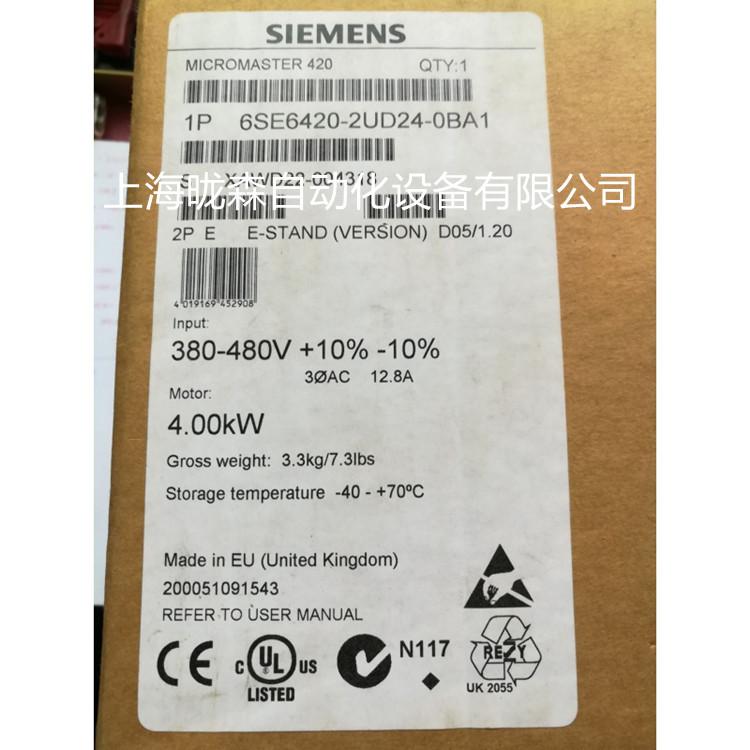 SIEMENS
MICROMASTER 420 QTY:1
1P 6SE6420-2UD24-0BA1
上海昽森自动化设备有限公司
2P E E-STAND (VERSION) D05/1.20
4 019169 452908
Input:
380-480V +10% -10%
3ØAC 12.8A
Motor:
4.00kW
Gross weight: 3.3kg/7.3lbs
Storage temperature -40 - +70ºC
Made in EU (United Kingdom)
200051091543
REFER TO USER MANUAL
CE C UL US LISTED N117
RE ZY
UK 2055